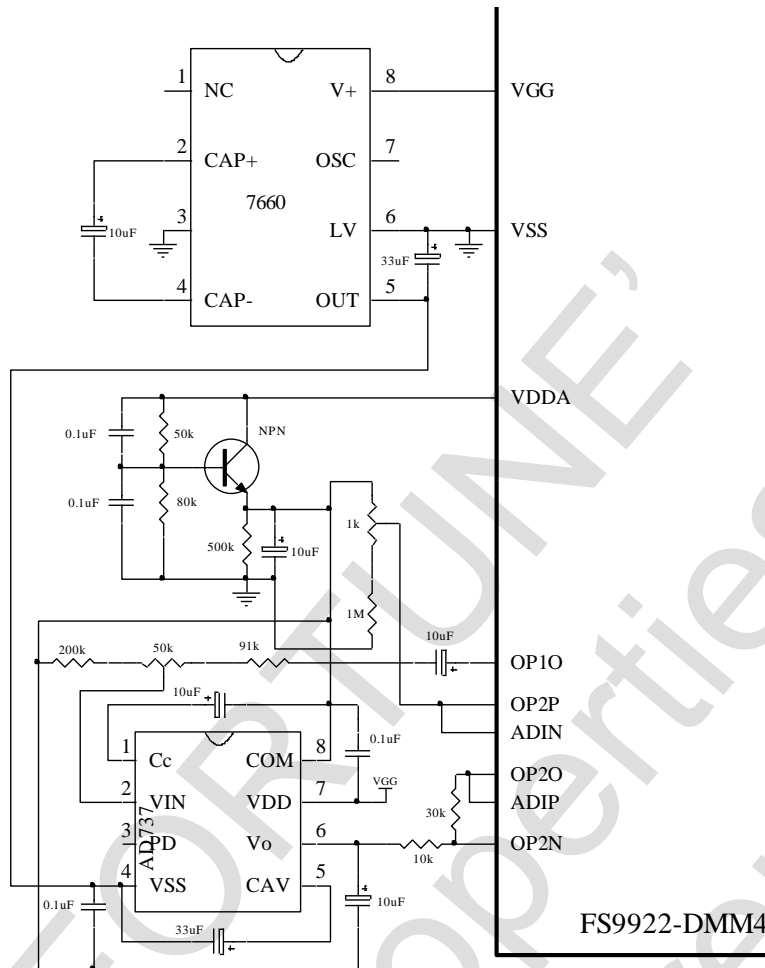 1 NC V+ 8 VGG
2 CAP+ OSC 7
7660
10uF
3 LV 6 VSS
33uF
4 CAP- OUT 5
VDDA
0.1uF 50k NPN
0.1uF 80k
500k 10uF 1k
1M
200k 50k 91k 10uF OP1O
10uF OP2P
ADIN
1 Cc COM 8 0.1uF
OP2O
2 VIN VDD 7 VGG ADIP
30k
3 PD Vo 6 10k OP2N
AD737
4 VSS CAV 5
0.1uF 10uF
33uF
FS9922-DMM4
FORTUNE'